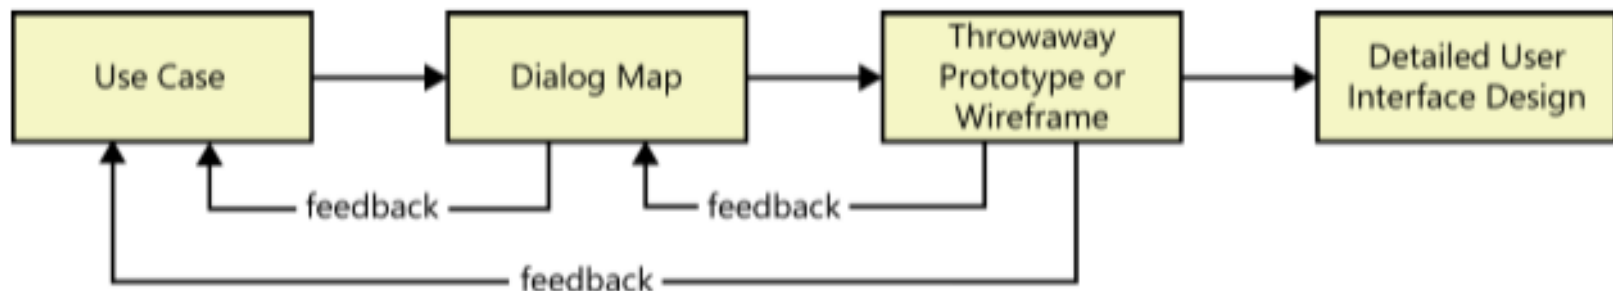 Use Case
Dialog Map
Throwaway
Prototype or
Wireframe
Detailed User
Interface Design
feedback
feedback
feedback